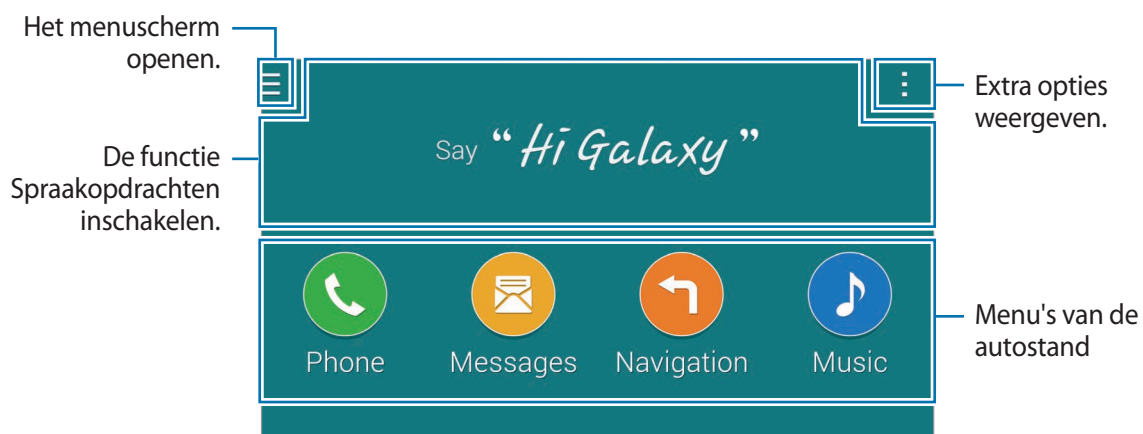 Het menuscherm
openen.
Extra opties
weergeven.
Say “ Hi Galaxy ”
De functie
Spraakopdrachten
inschakelen.
Phone
Messages
Navigation
Music
Menu's van de
autostand